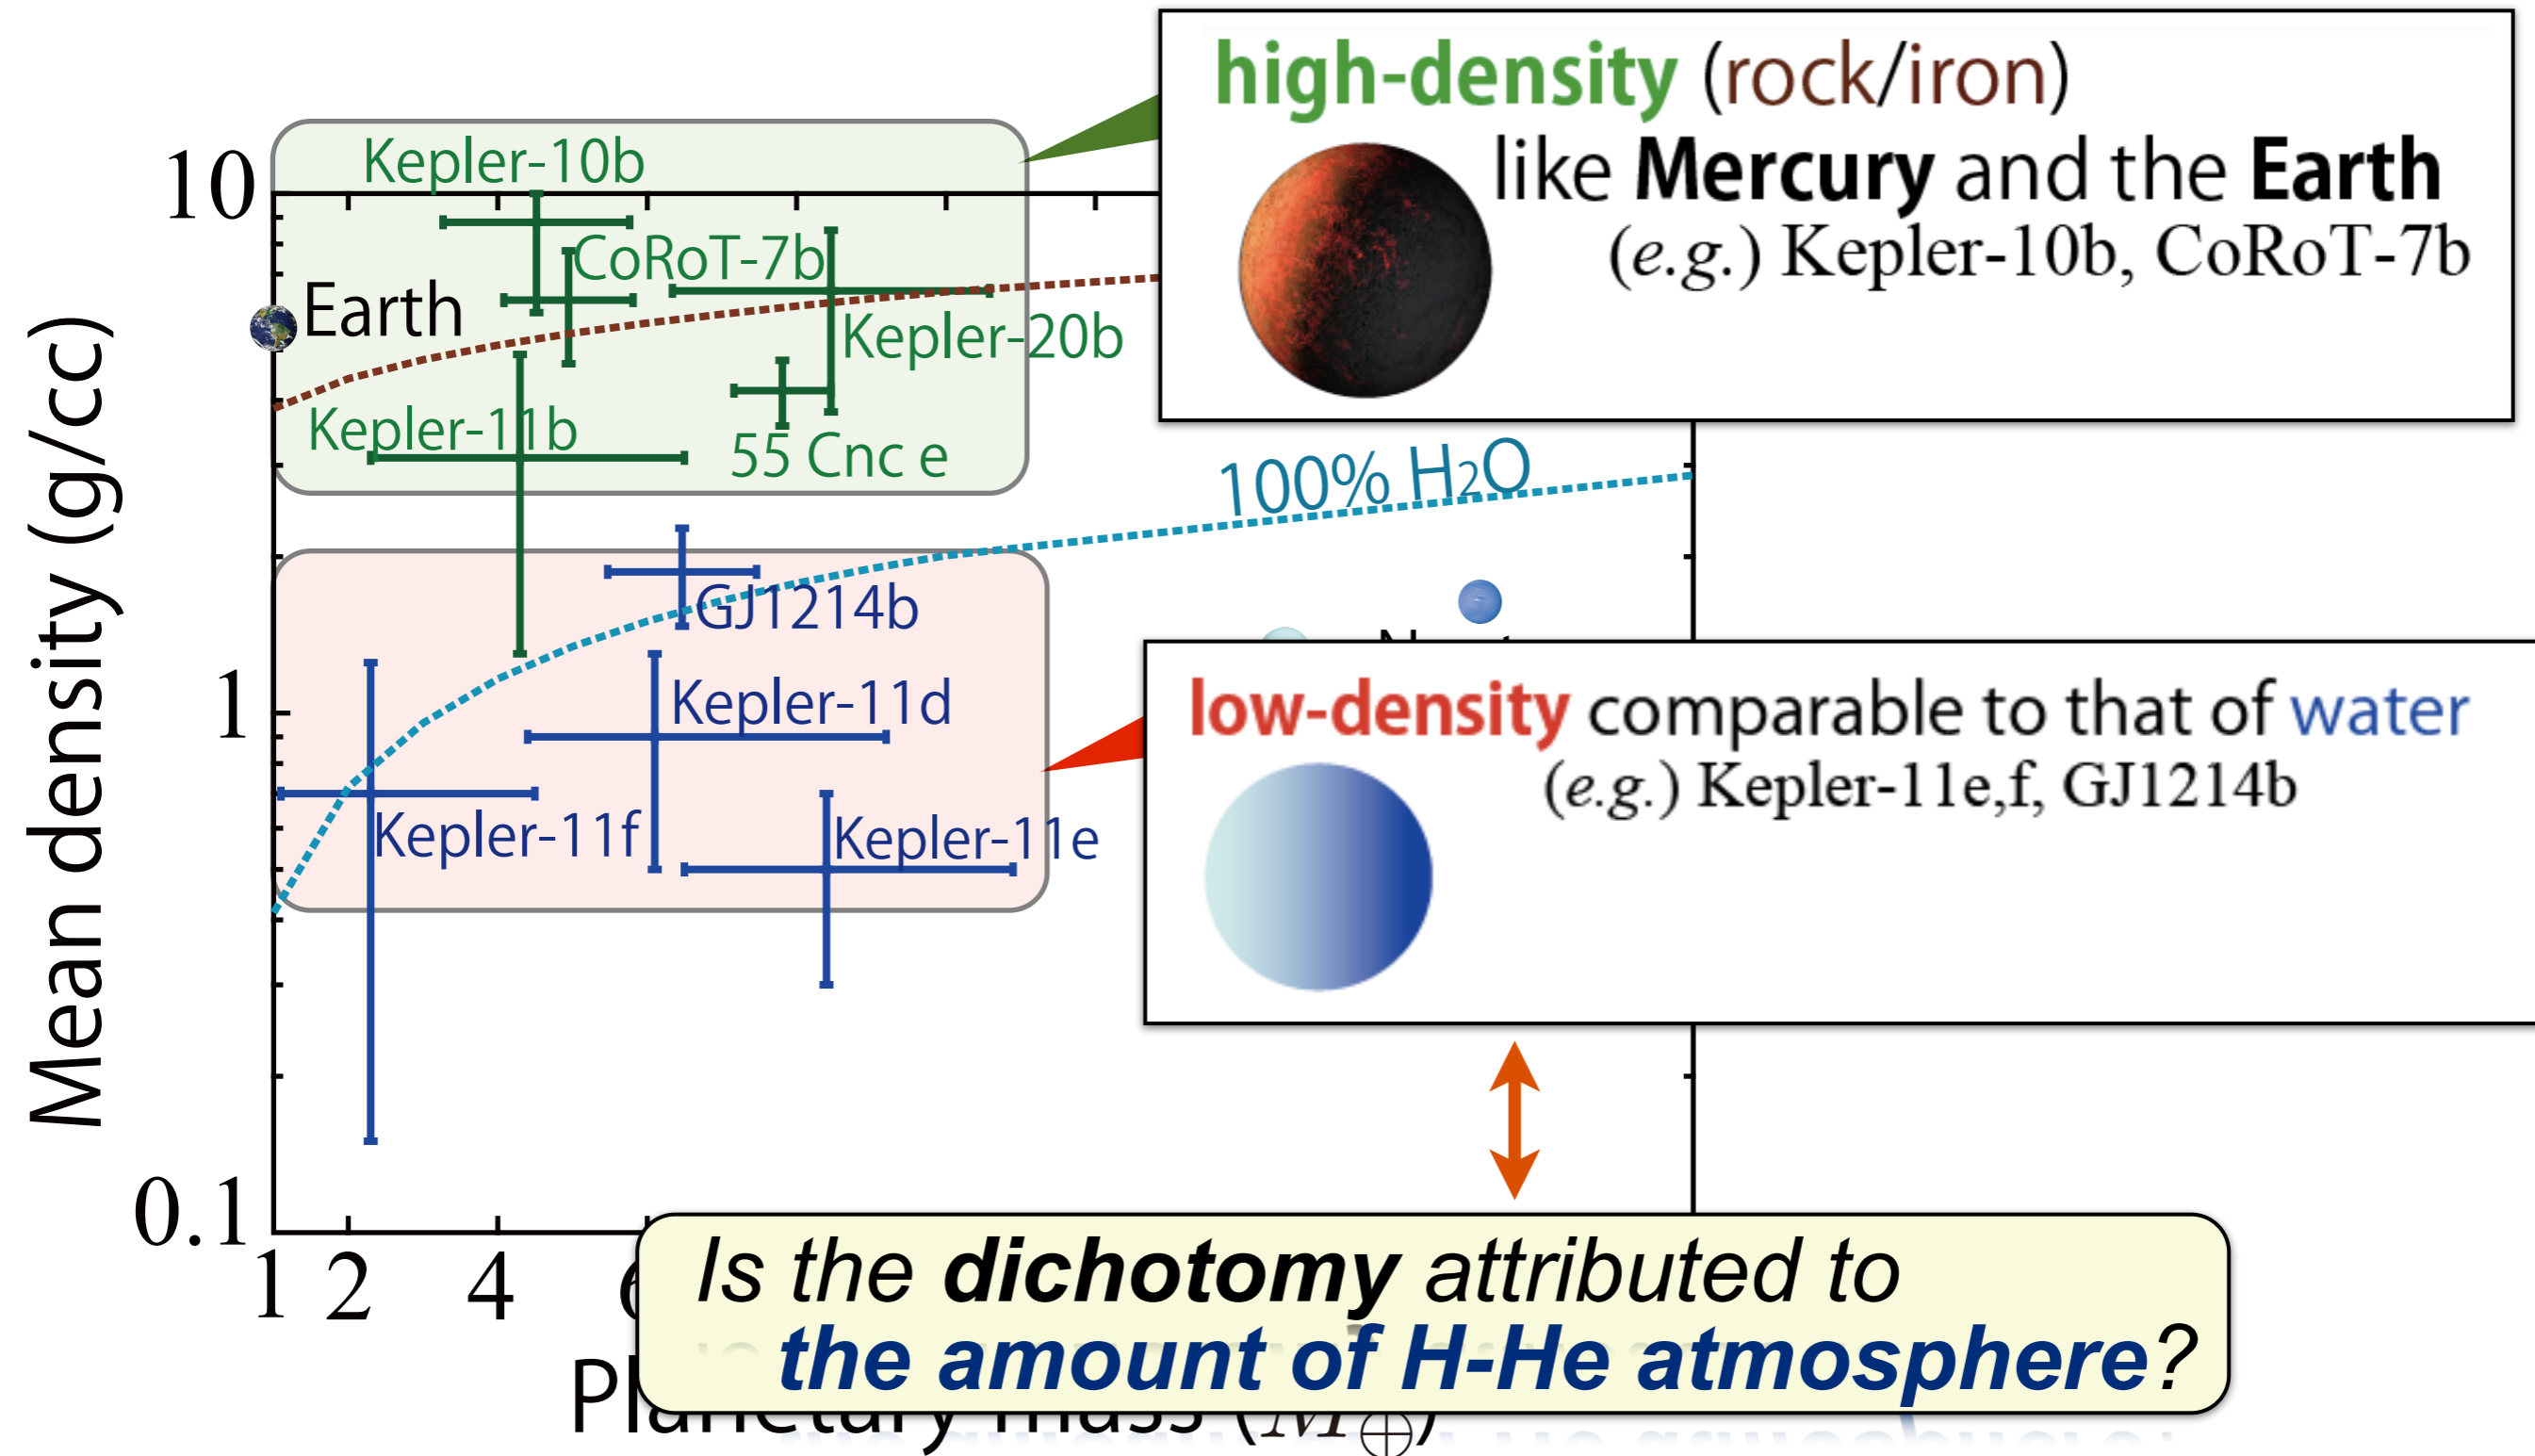 high-density (rock/iron)
like Mercury and the Earth
(e.g.) Kepler-10b, CoRoT-7b
10
Kepler-10b
CoRoT-7b
Earth
Kepler-20b
Kepler-11b
55 Cnc e
100% H₂O
Mean density (g/cc)
GJ1214b
1
Kepler-11d
Kepler-11f
Kepler-11e
low-density comparable to that of water
(e.g.) Kepler-11e,f, GJ1214b
0.1
1 2 4
Is the dichotomy attributed to
the amount of H-He atmosphere?
Planetary mass (M⊕)